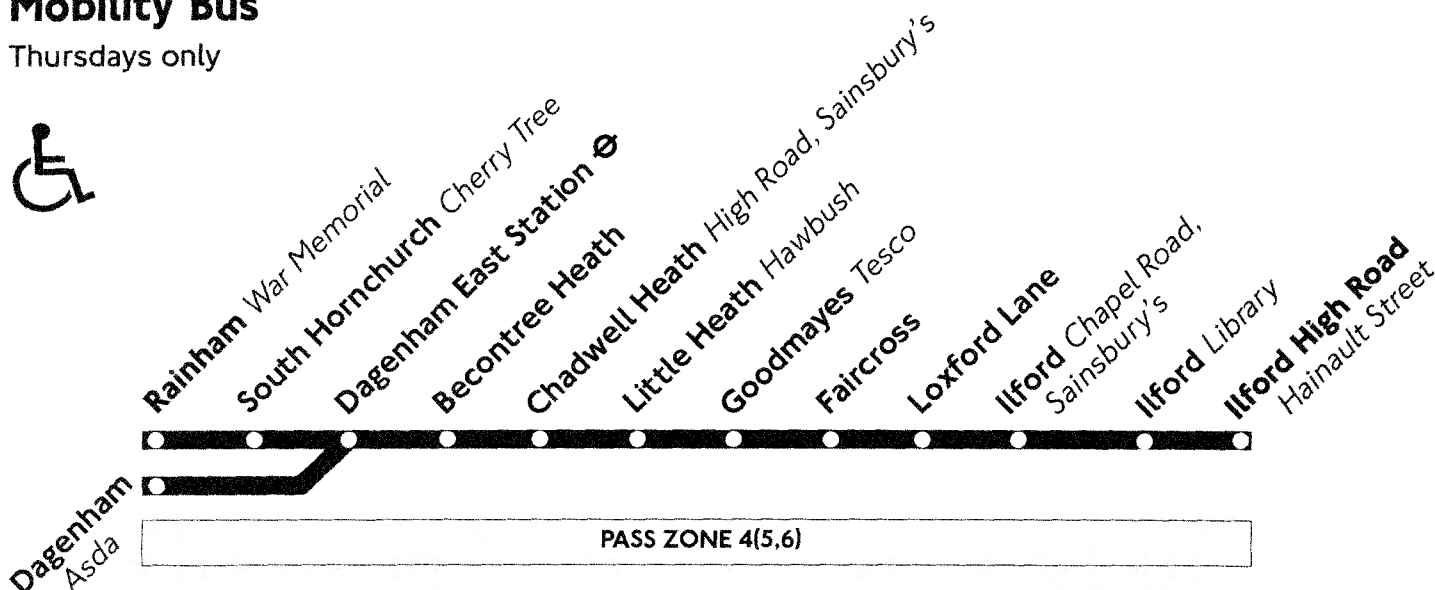 Mobility Bus
Thursdays only
Rainham War Memorial
South Hornchurch Cherry Tree
Dagenham East Station
Becontree Heath
Chadwell Heath High Road, Sainsbury's
Little Heath Hawbush
Goodmayes Tesco
Faircross
Loxford Lane
Ilford Chapel Road,
Sainsbury's
Ilford Library
Ilford High Road
Hainault Street
Dagenham
Asda
PASS ZONE 4(5,6)